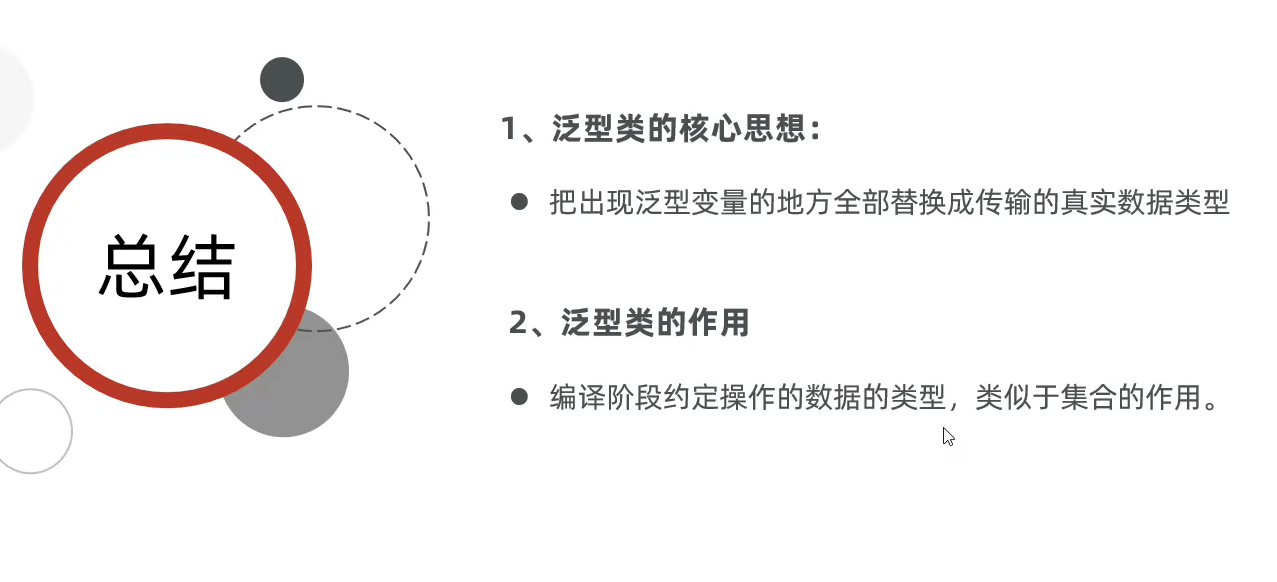 总结
1、泛型类的核心思想：
● 把出现泛型变量的地方全部替换成传输的真实数据类型
2、泛型类的作用
● 编译阶段约定操作的数据的类型，类似于集合的作用。